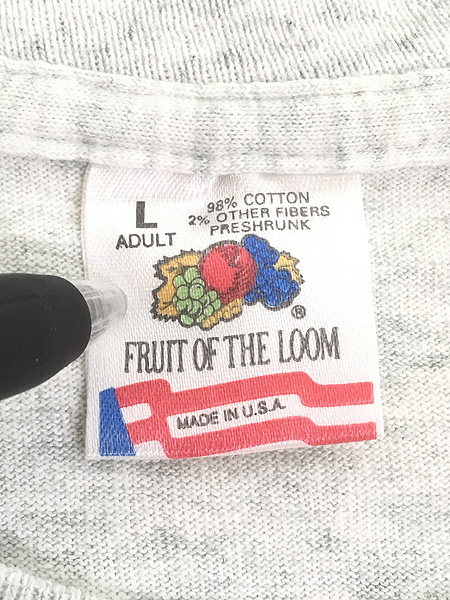 L
ADULT
98% COTTON
2% OTHER FIBERS
PRESHRUNK
®
FRUIT OF THE LOOM
MADE IN U.S.A.